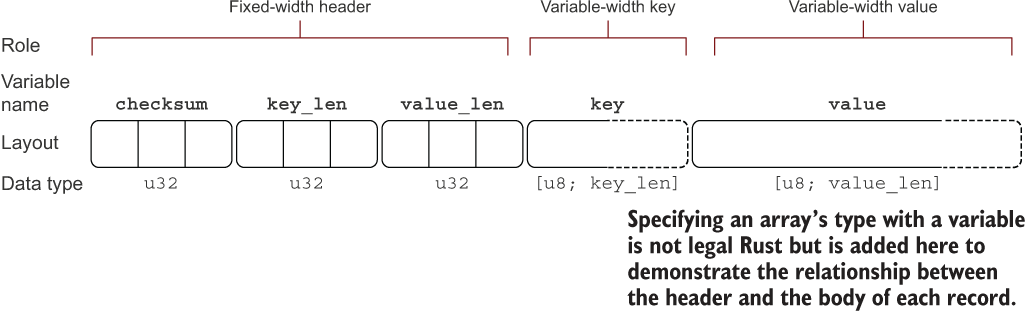 Fixed-width header Variable-width key Variable-width value
Role
Variable
name checksum key_len value_len key value
Layout
Data type u32 u32 u32 [u8; key_len] [u8; value_len]
Specifying an array's type with a variable
is not legal Rust but is added here to
demonstrate the relationship between
the header and the body of each record.